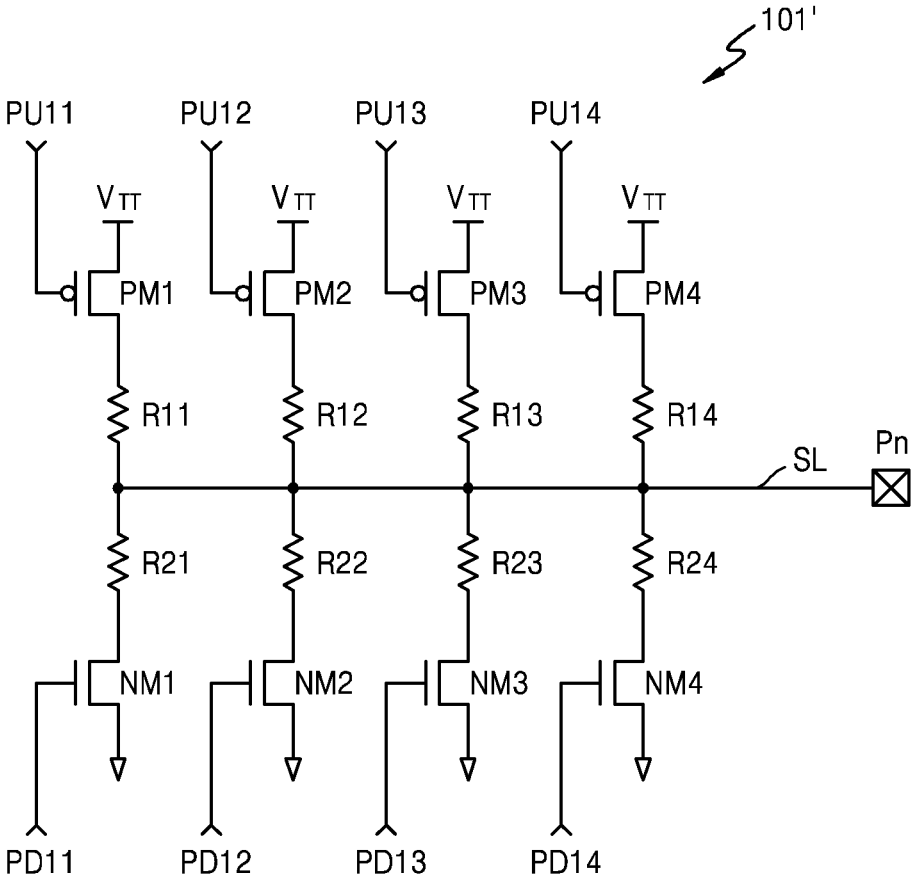 101'
PU11 PU12 PU13 PU14
VTT VTT VTT VTT
PM1 PM2 PM3 PM4
R11 R12 R13 R14
Pn
SL
R21 R22 R23 R24
NM1 NM2 NM3 NM4
PD11 PD12 PD13 PD14